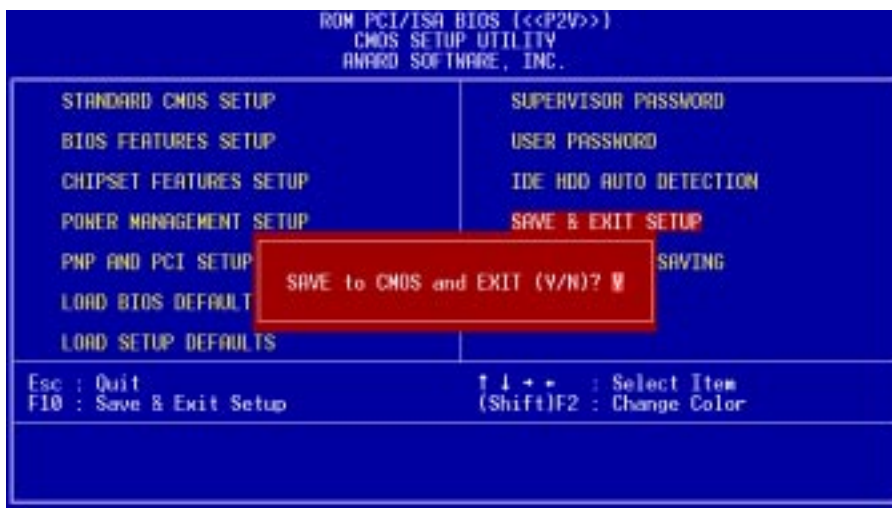 ROM PCI/ISA BIOS (<<P2V>>)
CMOS SETUP UTILITY
AWARD SOFTWARE, INC.
STANDARD CMOS SETUP
BIOS FEATURES SETUP
CHIPSET FEATURES SETUP
POWER MANAGEMENT SETUP
PNP AND PCI SETUP
LOAD BIOS DEFAULT
LOAD SETUP DEFAULTS
SUPERVISOR PASSWORD
USER PASSWORD
IDE HDD AUTO DETECTION
SAVE & EXIT SETUP
SAVING
SAVE to CMOS and EXIT (Y/N)? Y
Esc : Quit
F10 : Save & Exit Setup
↑ ↓ → ← : Select Item
(Shift)F2 : Change Color